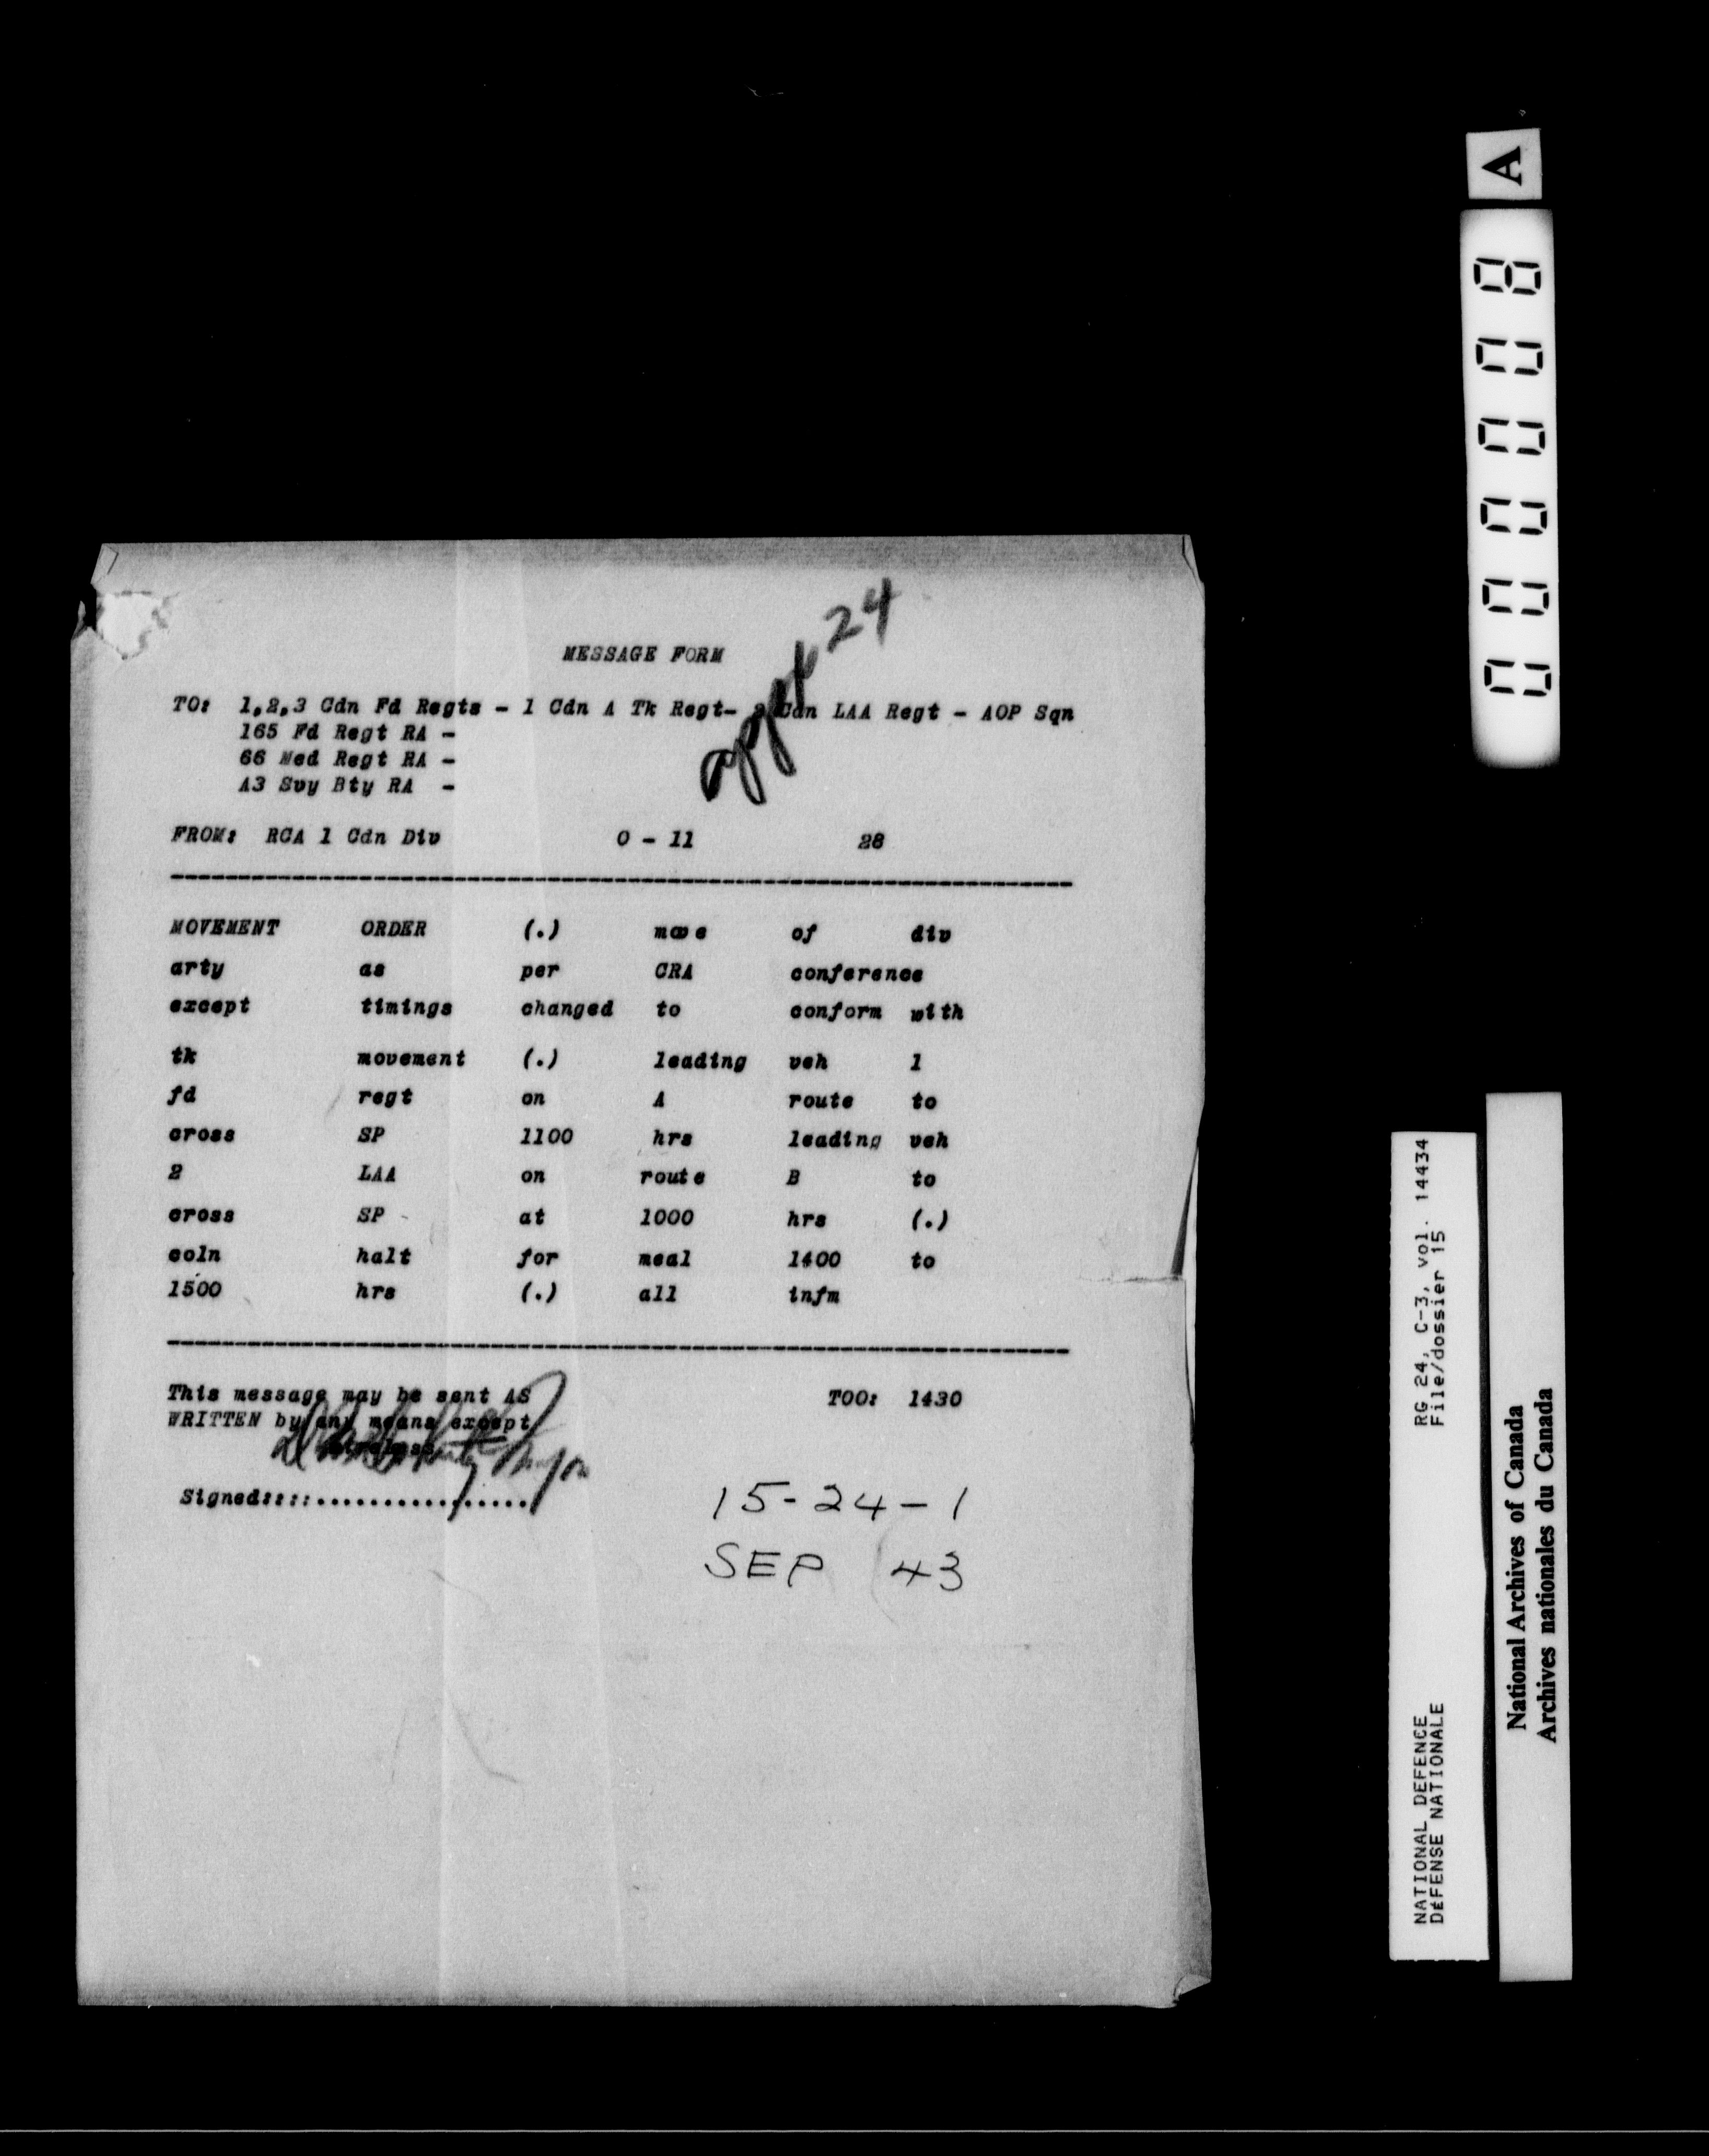 appx 24
MESSAGE FORM
TO: 1,2,3 Cdn Fd Regts - 1 Cdn A Tk Regt- 2 Cdn LAA Regt - AOP Sqn
165 Fd Regt RA -
66 Med Regt RA -
A3 Svy Bty RA -
FROM: RCA 1 Cdn Div 0 - 11 28
MOVEMENT ORDER (.) move of div
arty as per CRA conference
except timings changed to conform with
tk movement (.) leading veh 1
fd regt on A route to
cross SP 1100 hrs leading veh
2 LAA on route B to
cross SP - at 1000 hrs (.)
coln halt for meal 1400 to
1500 hrs (.) all infm
This message may be sent AS TOO: 1430
WRITTEN by any means except
wireless
Major
Signed::::.................
15-24-1
SEP 43
A
000008
RG 24, C-3, vol. 14434
File/dossier 15
NATIONAL DEFENCE
DÉFENSE NATIONALE
National Archives of Canada
Archives nationales du Canada